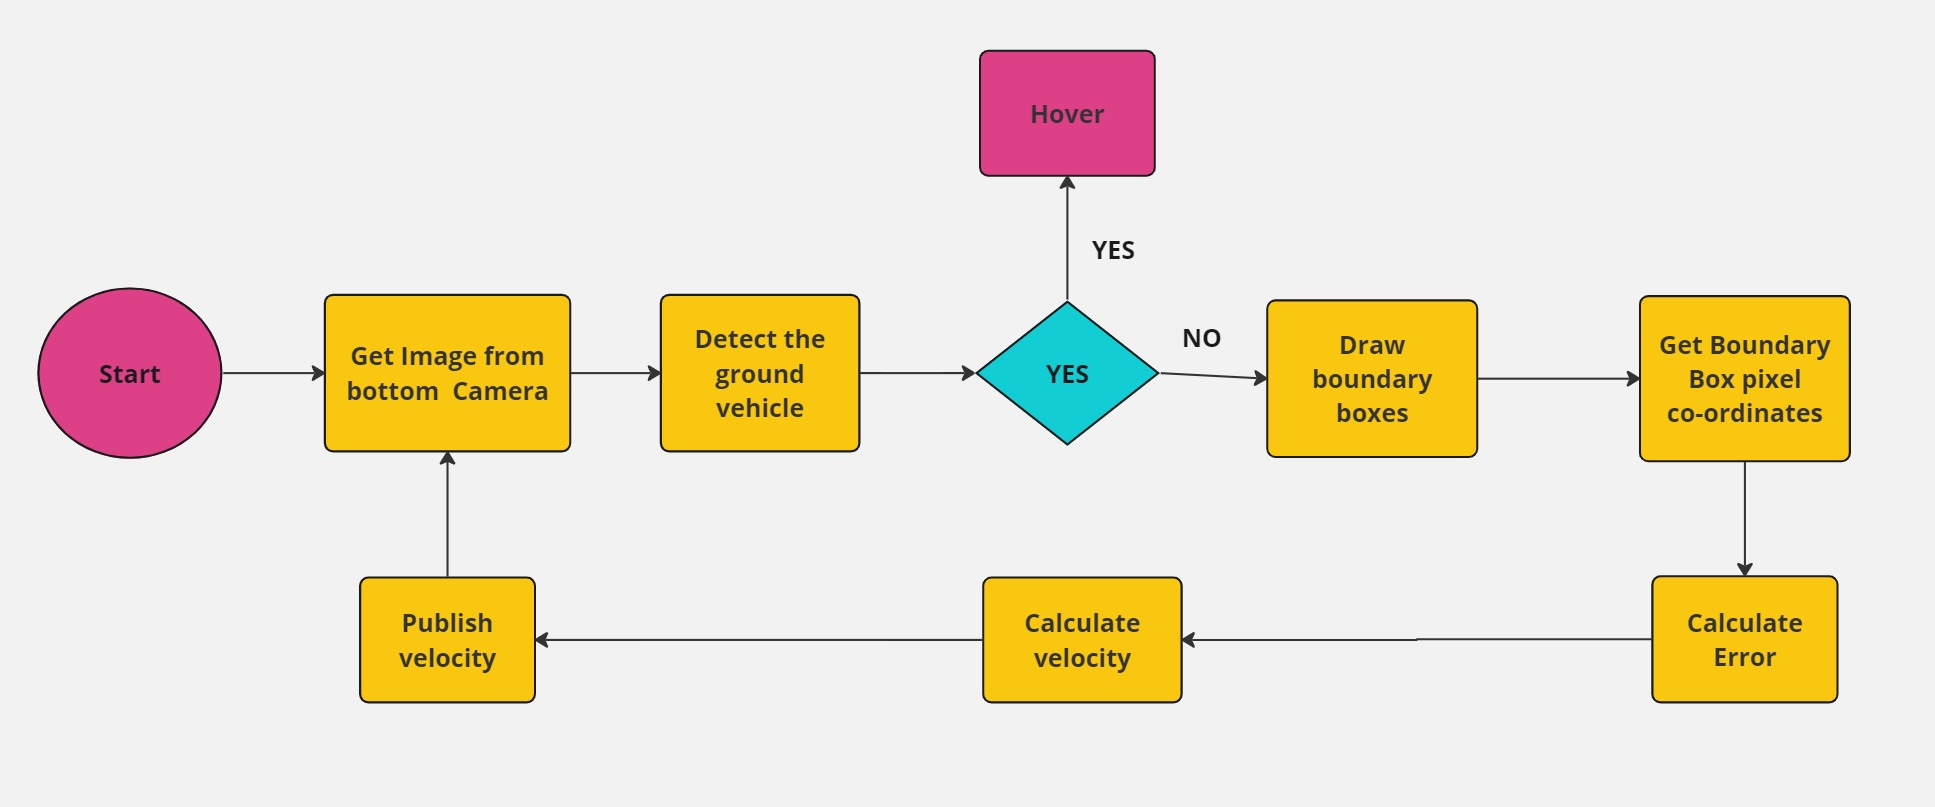 Hover
YES
Start
Get Image from
bottom  Camera
Detect the
ground
vehicle
YES
NO
Draw
boundary
boxes
Get Boundary
Box pixel
co-ordinates
Calculate
Error
Calculate
velocity
Publish
velocity